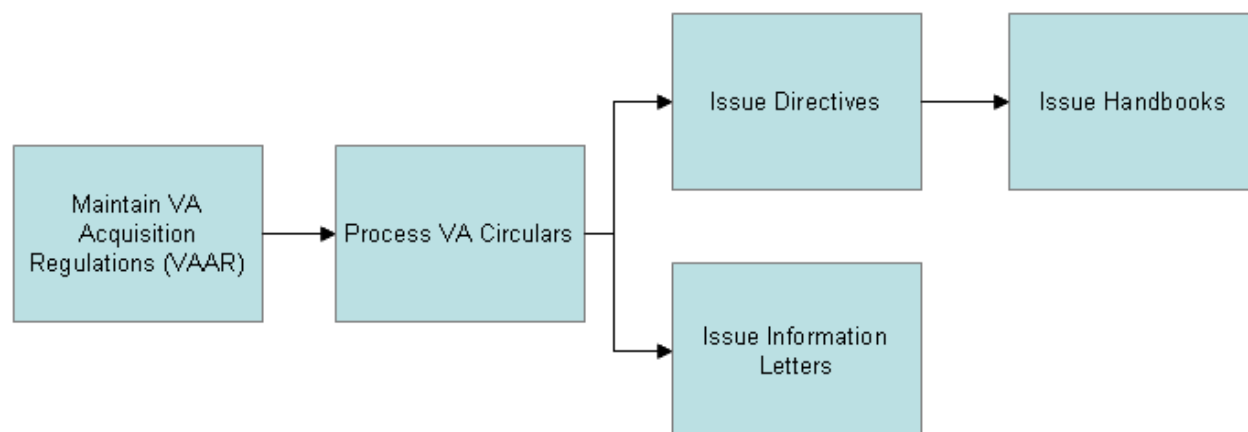 Issue Directives
Issue Handbooks
Maintain VA
Acquisition
Regulations (VAAR)
Process VA Circulars
Issue Information
Letters